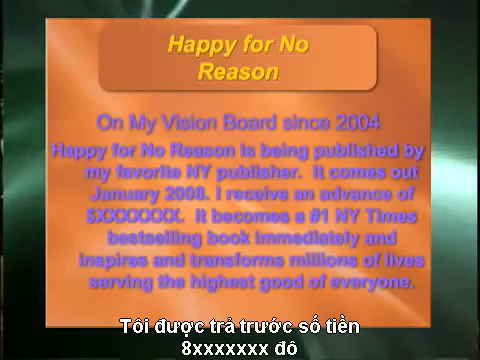 Happy for No
Reason
On My Vision Board since 2004
Happy for No Reason is being published by
my favorite NY publisher. It comes out
January 2008. I receive an advance of
$XXXXXXX. It becomes a #1 NY Times
bestselling book immediately and
inspires and transforms millions of lives
serving the highest good of everyone.
Tôi được trả trước số tiền
8xxxxxxx đô